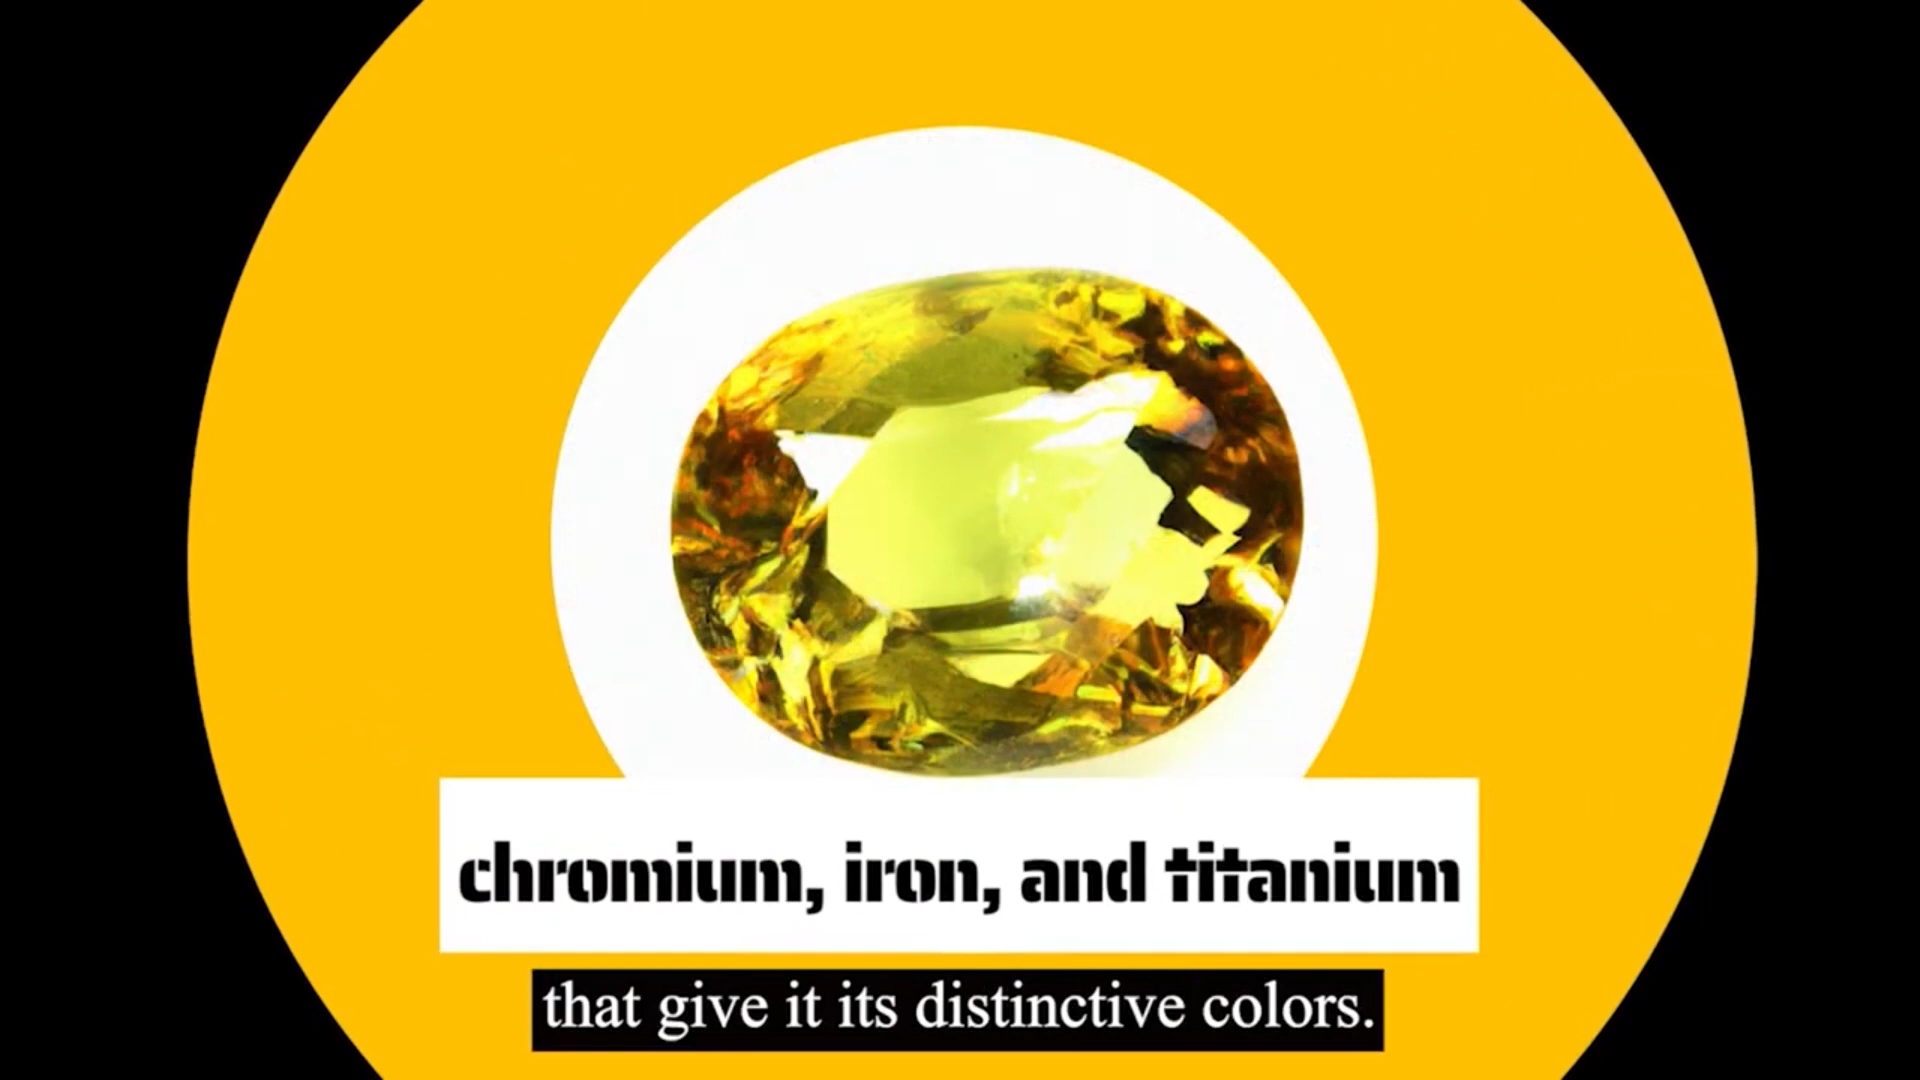 chromium, iron, and titanium
that give it its distinctive colors.